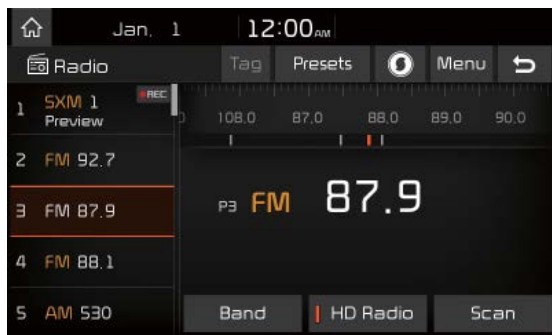 Jan. 1 12:00 AM
Radio Tag Presets Menu
1 SXM 1 REC
Preview
108.0 87.0 88.0 89.0 90.0
2 FM 92.7
3 FM 87.9
P3 FM 87.9
4 FM 88.1
5 AM 530
Band HD Radio Scan